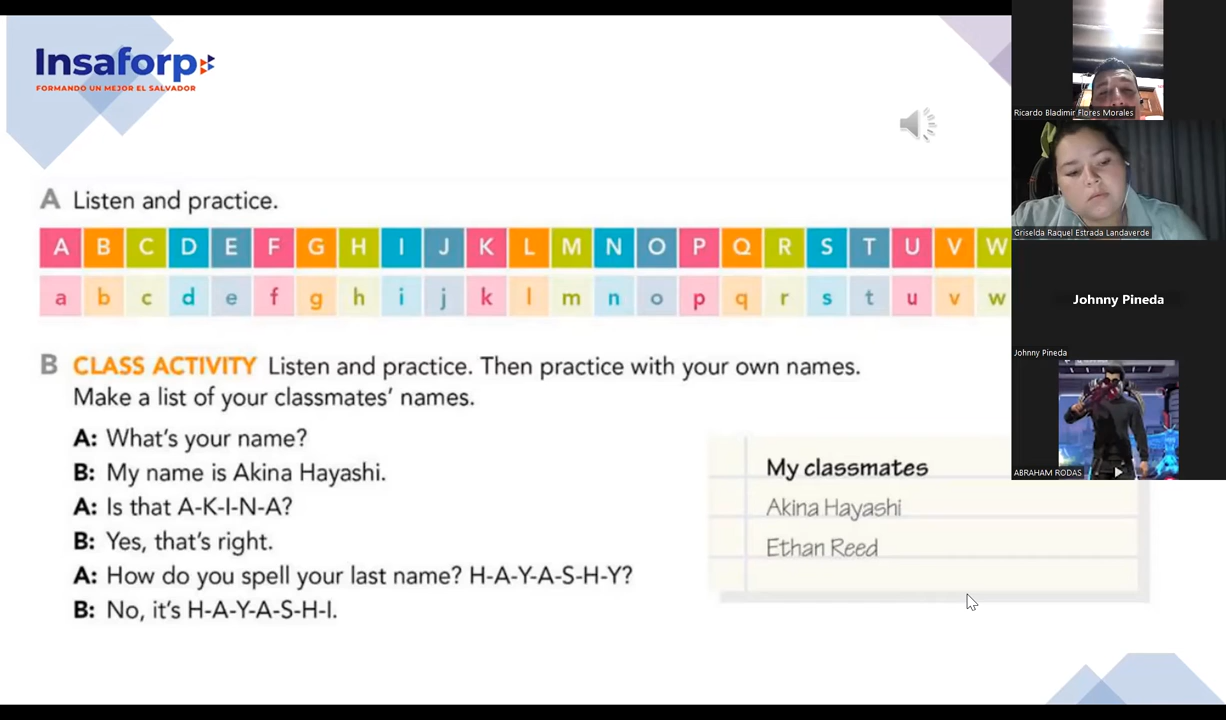 Insaforp
FORMANDO UN MEJOR EL SALVADOR
A Listen and practice.
A B C D E F G H I J K L M N O P Q R S T U V W
a b c d e f g h i j k l m n o p q r s t u v w
B CLASS ACTIVITY Listen and practice. Then practice with your own names.
Make a list of your classmates' names.
A: What's your name?
B: My name is Akina Hayashi.
A: Is that A-K-I-N-A?
B: Yes, that's right.
A: How do you spell your last name? H-A-Y-A-S-H-Y?
B: No, it's H-A-Y-A-S-H-I.
My classmates
Akina Hayashi
Ethan Reed
Ricardo Bladimir Flores Morales
Griselda Raquel Estrada Landaverde
Johnny Pineda
Johnny Pineda
ABRAHAM RODAS